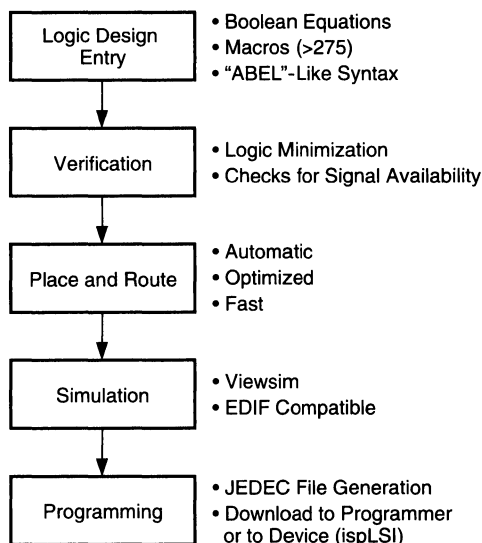 Logic Design
Entry
• Boolean Equations
• Macros (>275)
• “ABEL”-Like Syntax
Verification
• Logic Minimization
• Checks for Signal Availability
Place and Route
• Automatic
• Optimized
• Fast
Simulation
• Viewsim
• EDIF Compatible
Programming
• JEDEC File Generation
• Download to Programmer
or to Device (ispLSI)